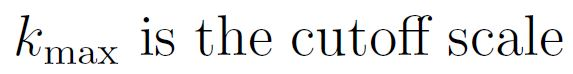 k_max is the cutoff scale